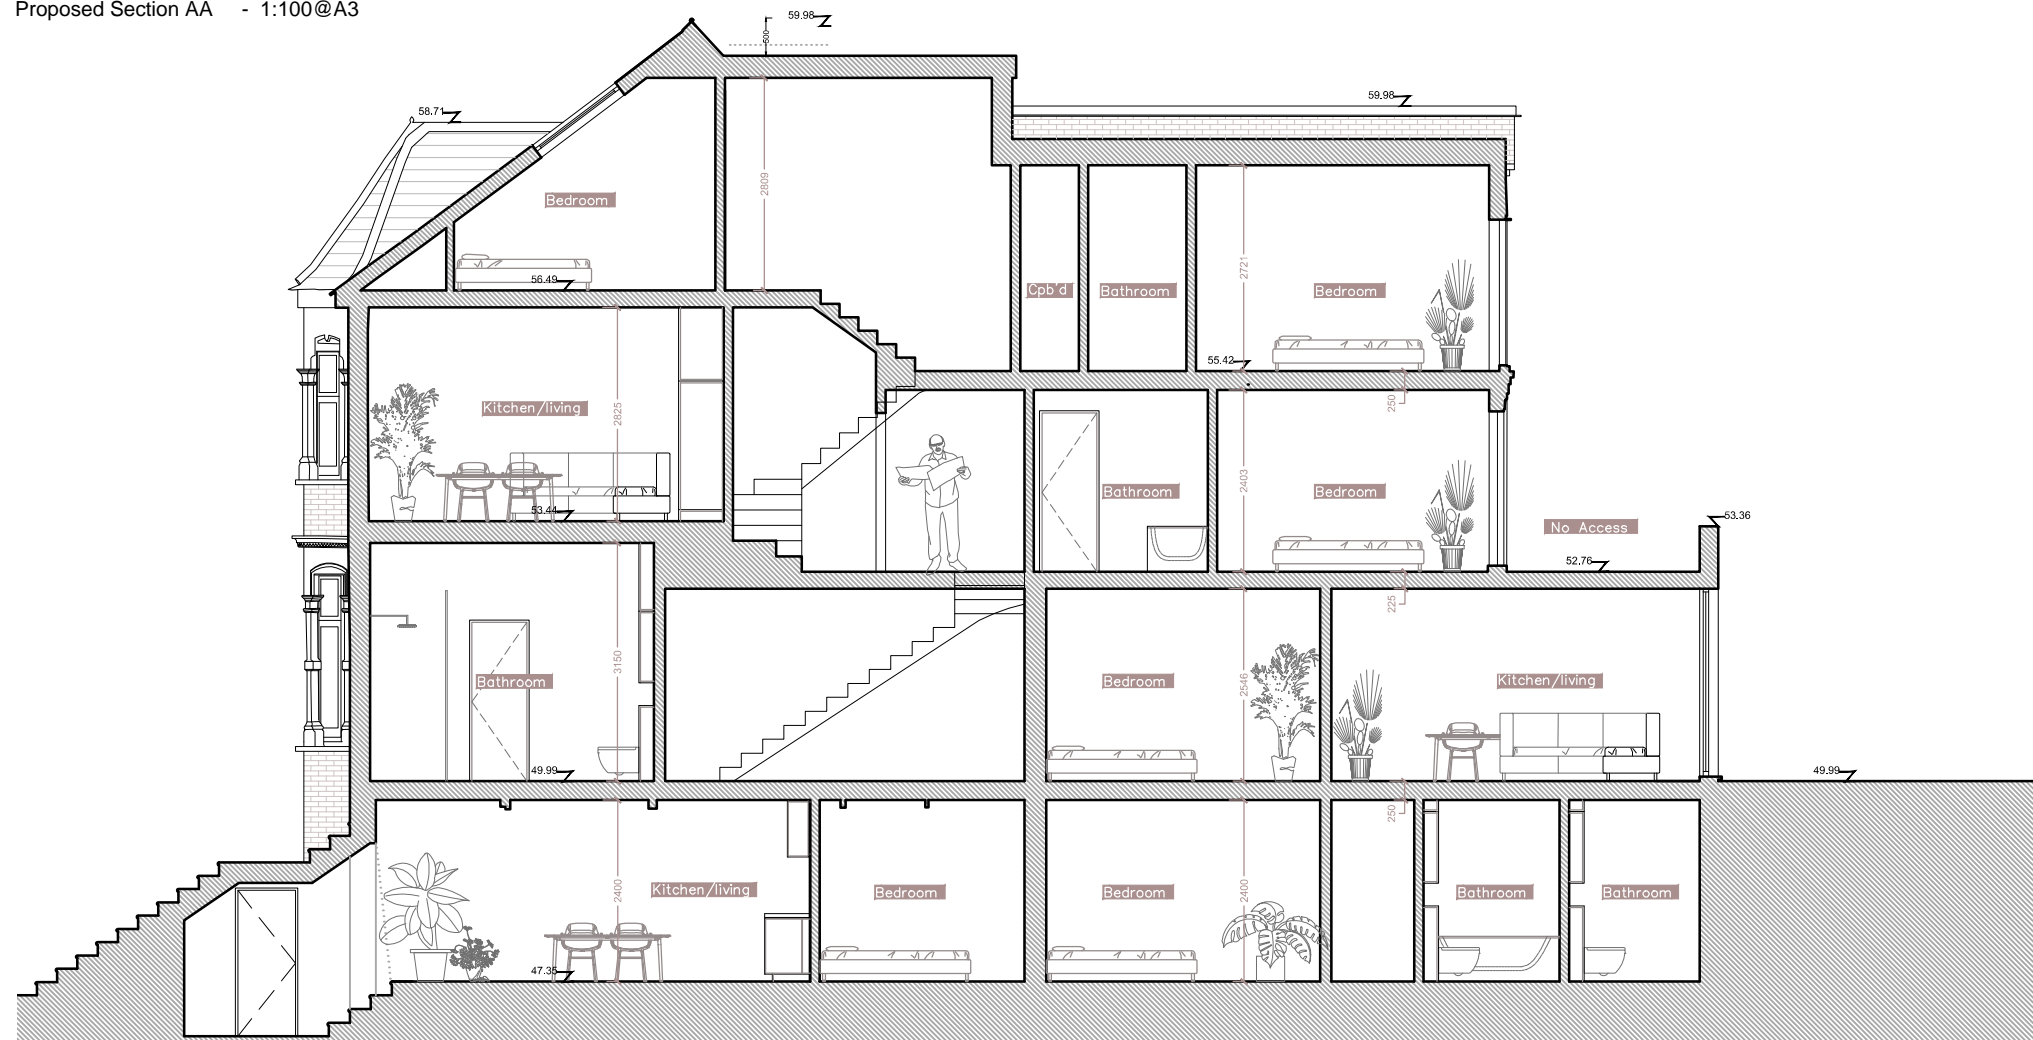 Proposed Section AA - 1:100@A3
59.98
500
59.98
58.71
2809
Bedroom
2721
56.49
Cpb'd
Bathroom
Bedroom
55.42
250
Kitchen/living
2825
2403
Bathroom
Bedroom
53.44
53.36
No Access
52.76
225
3150
Bathroom
Bedroom
2546
Kitchen/living
49.99
49.99
250
Kitchen/living
2400
Bedroom
Bedroom
2400
Bathroom
Bathroom
47.35